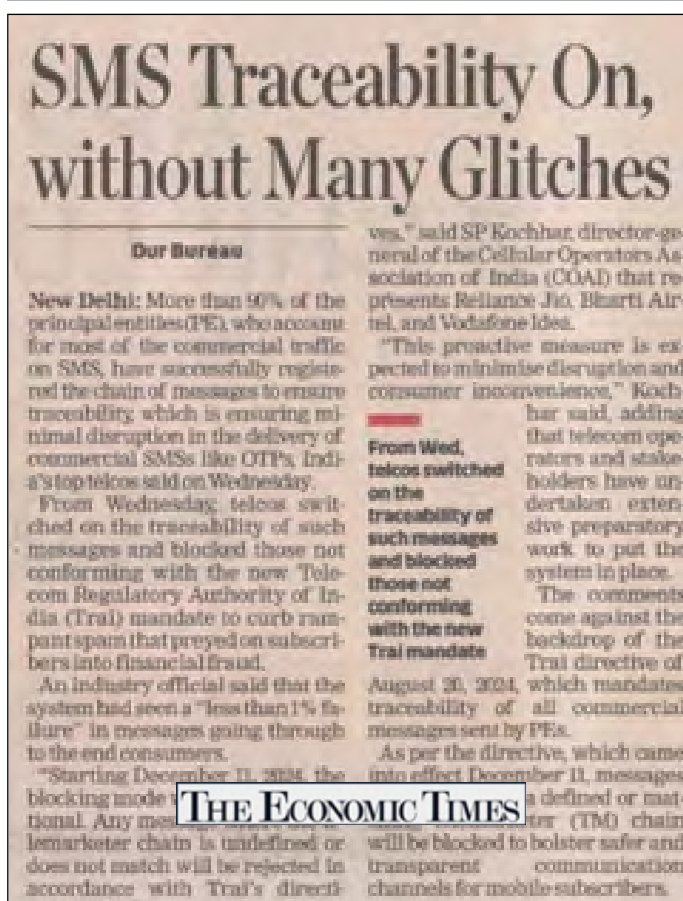 SMS Traceability On,
without Many Glitches
Our Bureau
New Delhi: More than 90% of the
principal entities (PE), who account
for most of the commercial traffic
on SMS, have successfully registe-
red the chain of messages to ensure
traceability, which is ensuring mi-
nimal disruption in the delivery of
commercial SMSs like OTPs, Indi-
a's top telcos said on Wednesday.
From Wednesday, telcos swit-
ched on the traceability of such
messages and blocked those not
conforming with the new Tele-
com Regulatory Authority of In-
dia (Trai) mandate to curb ram-
pant spam that preyed on subscri-
bers into financial fraud.
An industry official said that the
system had seen a "less than 1% fa-
ilure" in messages going through
to the end consumers.
"Starting December 11, 2024, the
blocking mode
tional. Any
lemarketer chain is undefined or
does not match will be rejected in
accordance with Trai's directi-
ves," said SP Kochhar, director-ge-
neral of the Cellular Operators As-
sociation of India (COAI) that re-
presents Reliance Jio, Bharti Air-
tel, and Vodafone Idea.
"This proactive measure is ex-
pected to minimise disruption and
consumer inconvenience," Koch-
har said, adding
that telecom ope-
rators and stake-
holders have un-
dertaken exten-
sive preparatory
work to put the
system in place.
The comments
come against the
backdrop of the
Trai directive of
August 20, 2024, which mandates
traceability of all commercial
messages sent by PEs.
As per the directive, which came
into effect December 11, messages
a defined or mat-
(TM) chain
will be blocked to bolster safer and
transparent communication
channels for mobile subscribers.
From Wed,
telcos switched
on the
traceability of
such messages
and blocked
those not
conforming
with the new
Trai mandate
THE ECONOMIC TIMES